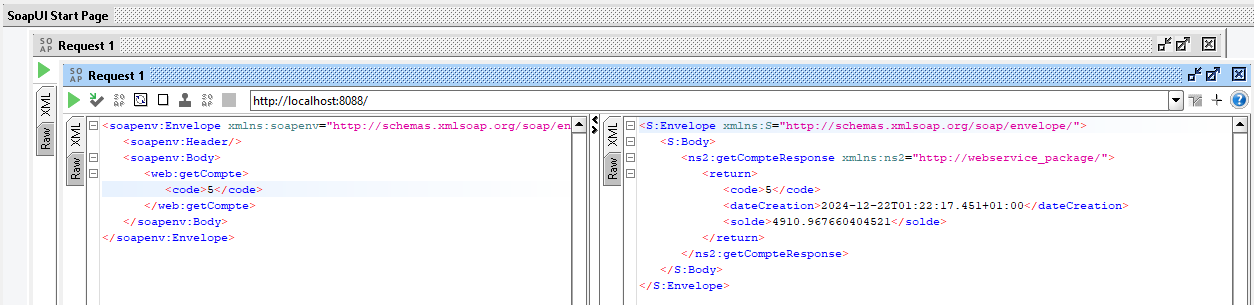 SoapUI Start Page
SO
AP
Request 1
SO
AP
Request 1
SO
AP
SO
AP
http://localhost:8088/
XML
Raw
XML
Raw
<soapenv:Envelope xmlns:soapenv="http://schemas.xmlsoap.org/soap/en
<soapenv:Header/>
<soapenv:Body>
<web:getCompte>
<code>5</code>
</web:getCompte>
</soapenv:Body>
</soapenv:Envelope>
XML
Raw
<S:Envelope xmlns:S="http://schemas.xmlsoap.org/soap/envelope/">
<S:Body>
<ns2:getCompteResponse xmlns:ns2="http://webservice_package/">
<return>
<code>5</code>
<dateCreation>2024-12-22T01:22:17.451+01:00</dateCreation>
<solde>4910.967660404521</solde>
</return>
</ns2:getCompteResponse>
</S:Body>
</S:Envelope>